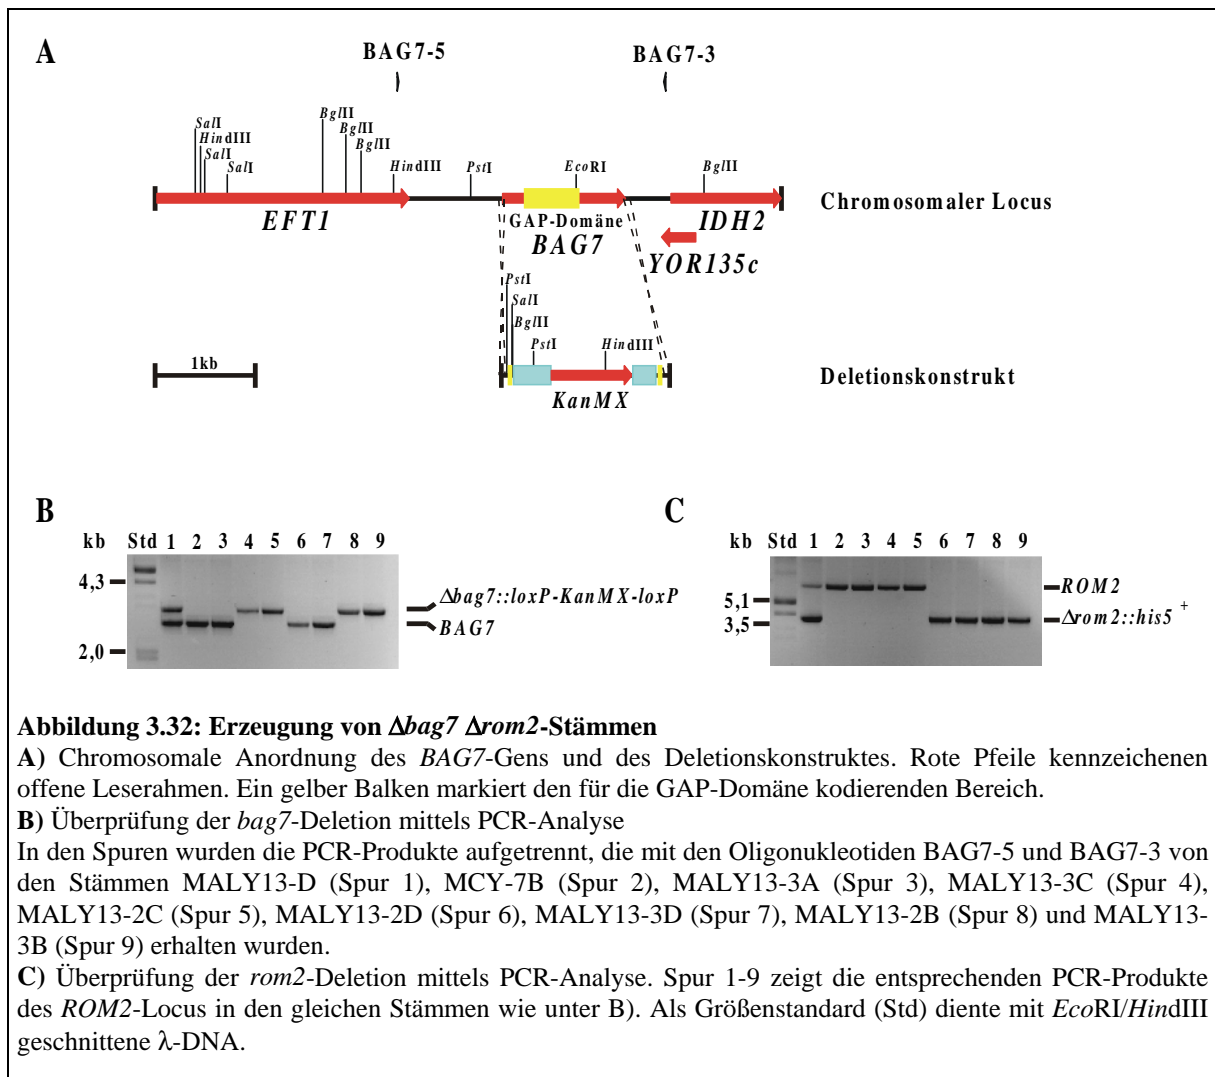 A
BAG7-5
BAG7-3
SalI
HindIII
SalI
SalI
BglII
BglII
BglII
HindIII
PstI
EcoRI
BglII
EFT1
GAP-Domäne
BAG7
IDH2
YOR135c
Chromosomaler Locus
PstI
SalI
BglII
PstI
HindIII
1kb
KanMX
Deletionskonstrukt
B
kb Std 1 2 3 4 5 6 7 8 9
4,3
2,0
Δbag7::loxP-KanMX-loxP
BAG7
C
kb Std 1 2 3 4 5 6 7 8 9
5,1
3,5
ROM2
Δrom2::his5 +
Abbildung 3.32: Erzeugung von Δbag7 Δrom2-Stämmen
A) Chromosomale Anordnung des BAG7-Gens und des Deletionskonstruktes. Rote Pfeile kennzeichenen
offene Leserahmen. Ein gelber Balken markiert den für die GAP-Domäne kodierenden Bereich.
B) Überprüfung der bag7-Deletion mittels PCR-Analyse
In den Spuren wurden die PCR-Produkte aufgetrennt, die mit den Oligonukleotiden BAG7-5 und BAG7-3 von
den Stämmen MALY13-D (Spur 1), MCY-7B (Spur 2), MALY13-3A (Spur 3), MALY13-3C (Spur 4),
MALY13-2C (Spur 5), MALY13-2D (Spur 6), MALY13-3D (Spur 7), MALY13-2B (Spur 8) und MALY13-
3B (Spur 9) erhalten wurden.
C) Überprüfung der rom2-Deletion mittels PCR-Analyse. Spur 1-9 zeigt die entsprechenden PCR-Produkte
des ROM2-Locus in den gleichen Stämmen wie unter B). Als Größenstandard (Std) diente mit EcoRI/HindIII
geschnittene λ-DNA.